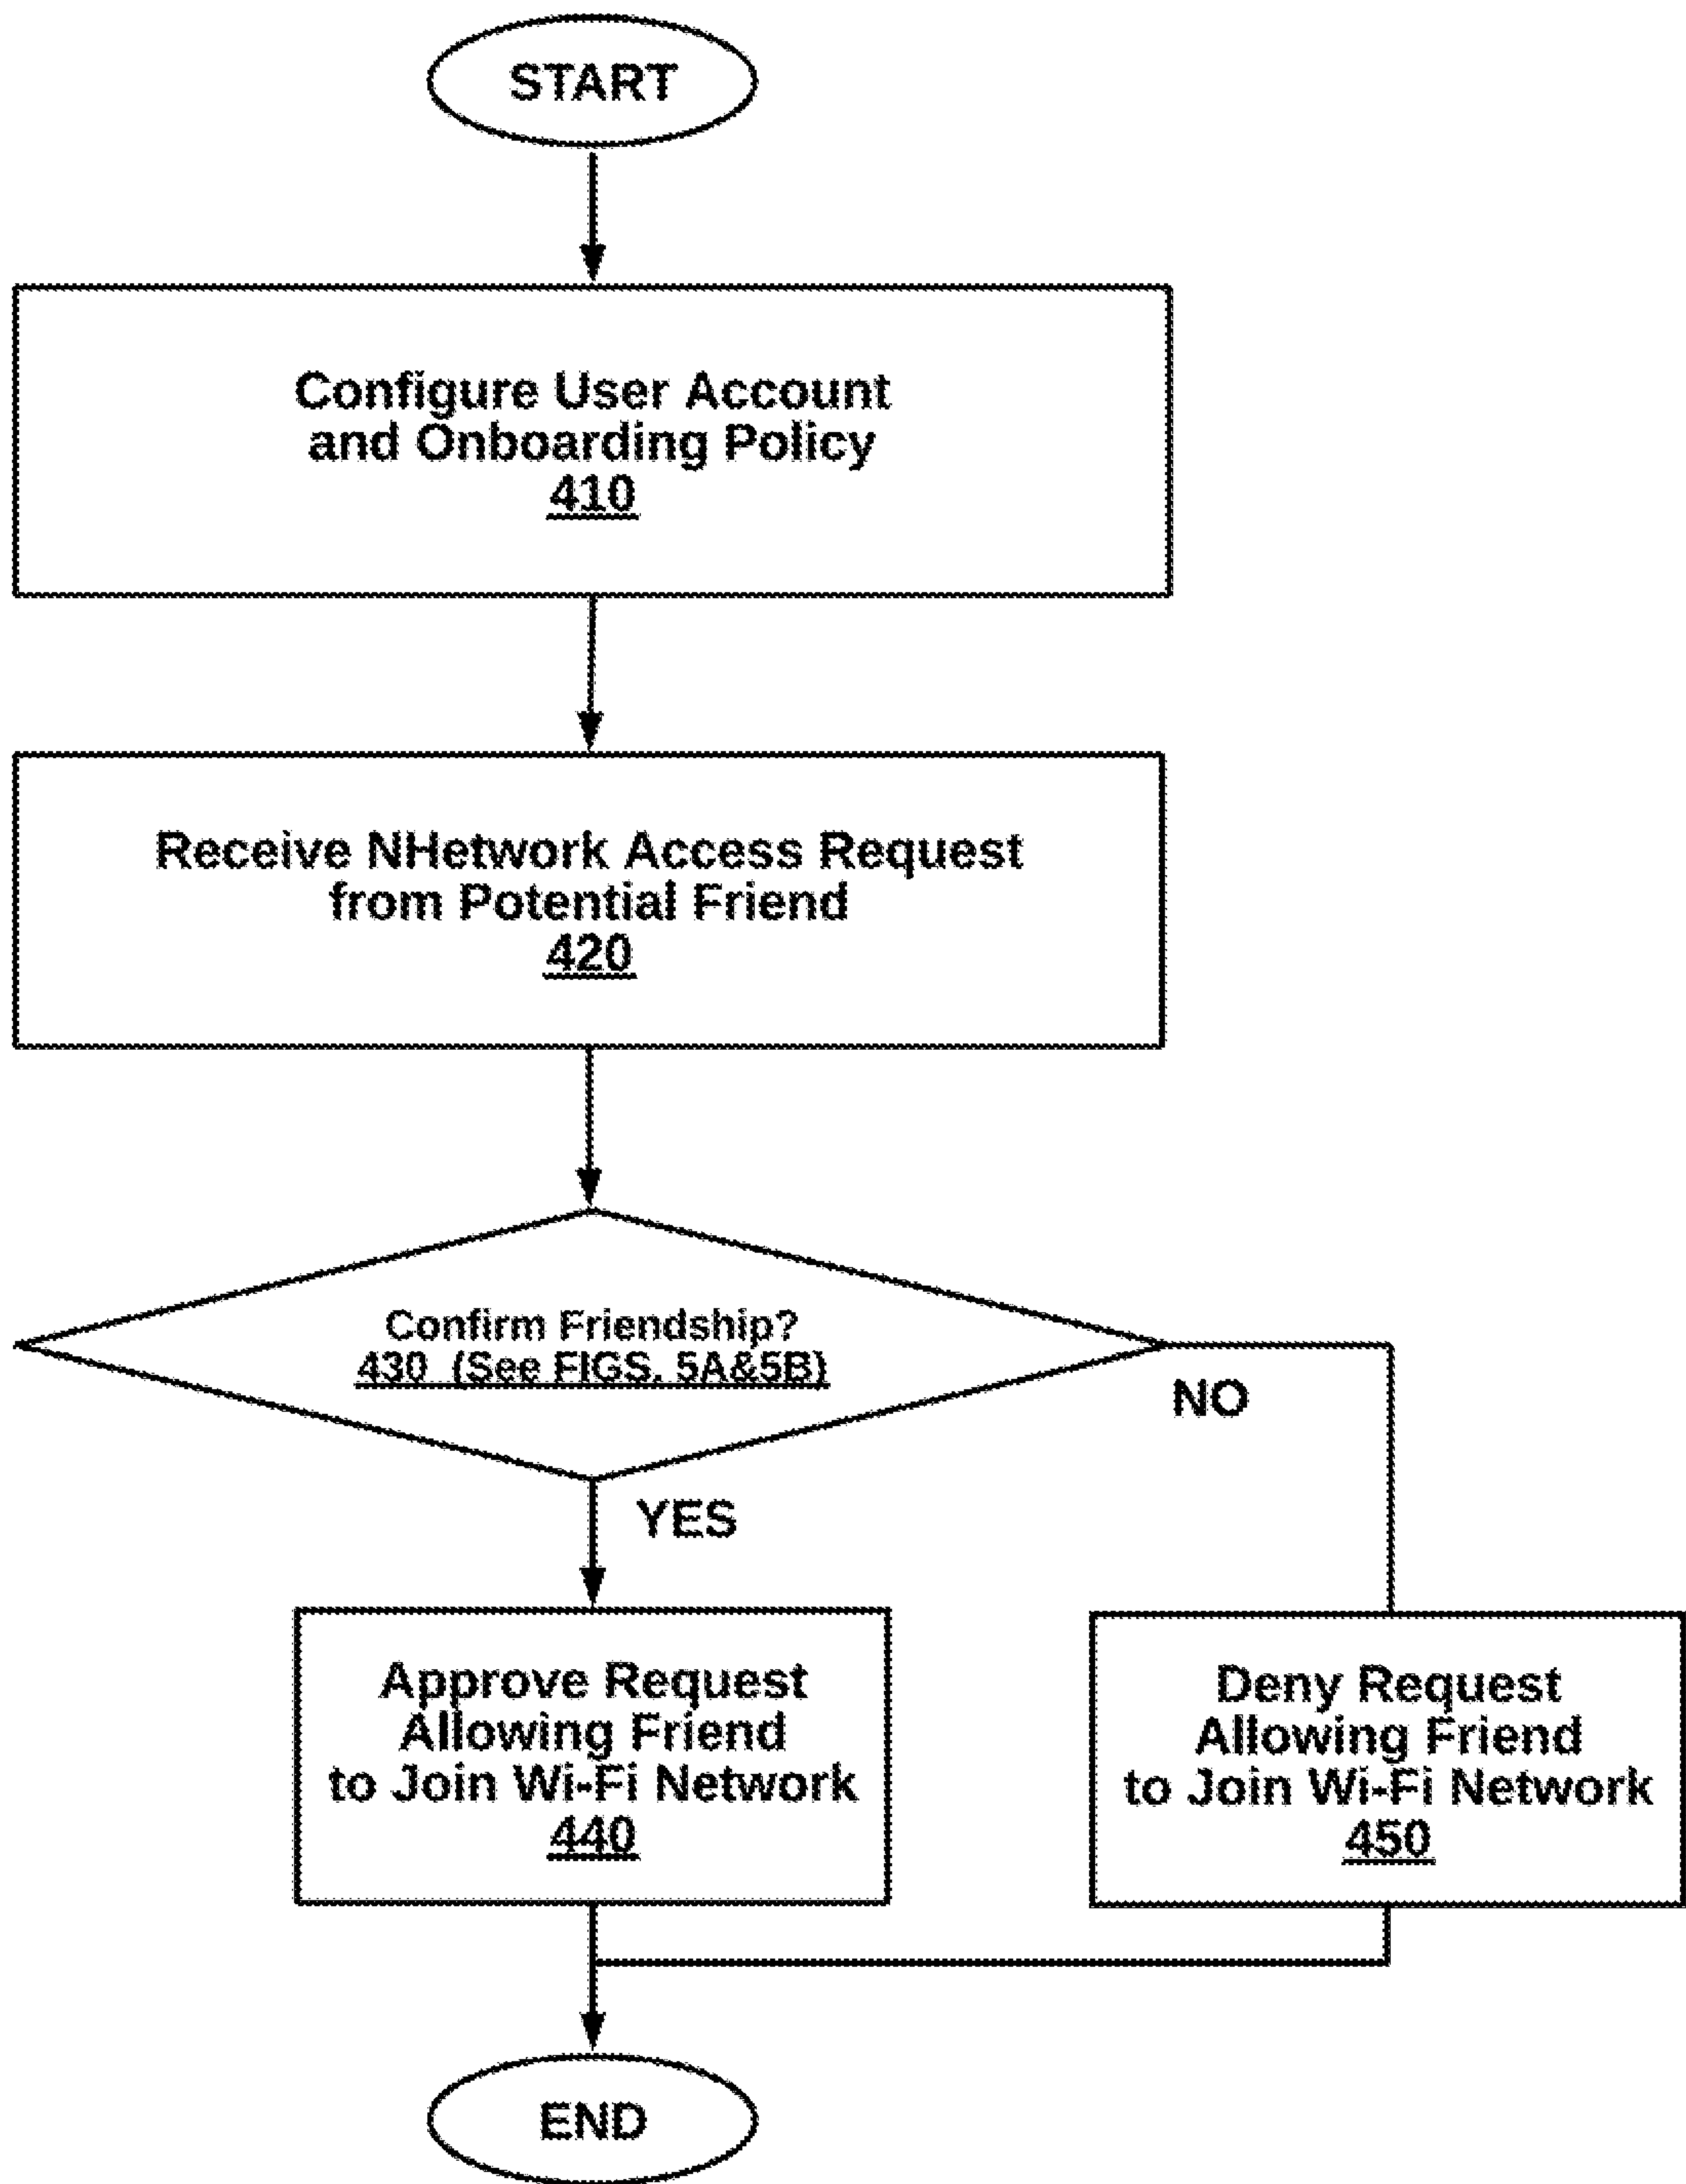 START
Configure User Account
and Onboarding Policy
410
Receive NHetwork Access Request
from Potential Friend
420
Confirm Friendship?
430  (See FIGS. 5A&5B)
NO
YES
Approve Request
Allowing Friend
to Join Wi-Fi Network
440
Deny Request
Allowing Friend
to Join Wi-Fi Network
450
END